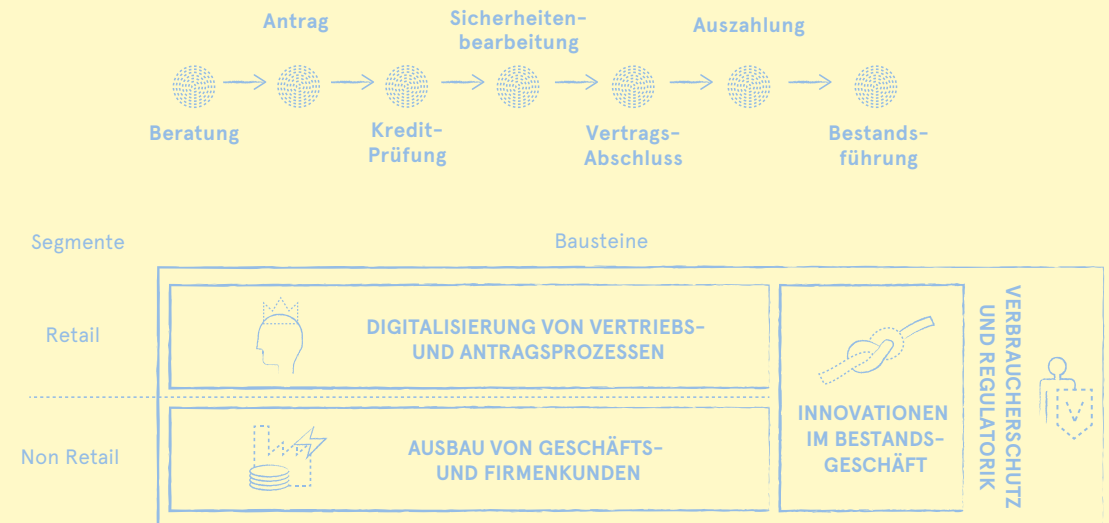 Antrag
Sicherheiten-
bearbeitung
Auszahlung
Beratung
Kredit-
Prüfung
Vertrags-
Abschluss
Bestands-
führung
Segmente
Bausteine
Retail
DIGITALISIERUNG VON VERTRIEBS-
UND ANTRAGSPROZESSEN
Non Retail
AUSBAU VON GESCHÄFTS-
UND FIRMENKUNDEN
INNOVATIONEN
IM BESTANDS-
GESCHÄFT
VERBRAUCHERSCHUTZ
UND REGULATORIK